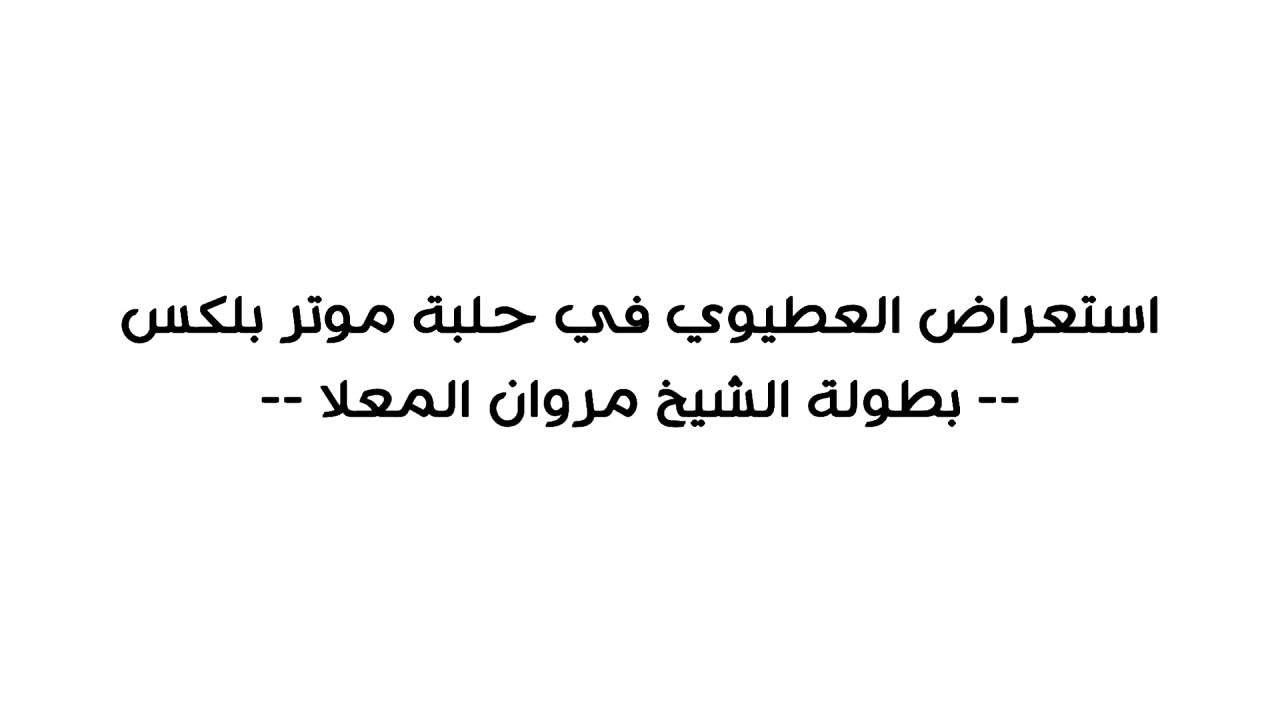 استعراض العطيوي في حلبة موتر بلكس
-- بطولة الشيخ مروان المعلا --